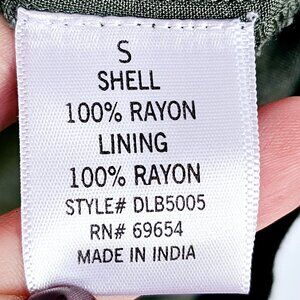 S
SHELL
100% RAYON
LINING
100% RAYON
STYLE# DLB5005
RN# 69654
MADE IN INDIA